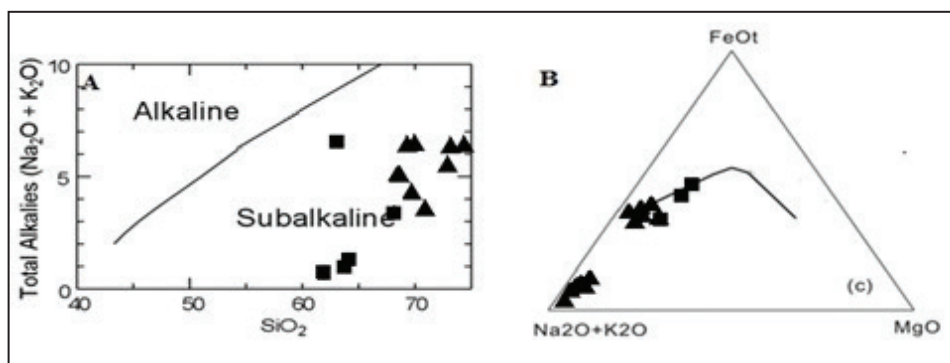 A
Alkaline
Subalkaline
Total Alkalies (Na₂O + K₂O)
10
5
0
40
50
60
70
SiO₂
B
FeOt
(c)
Na2O+K2O
MgO